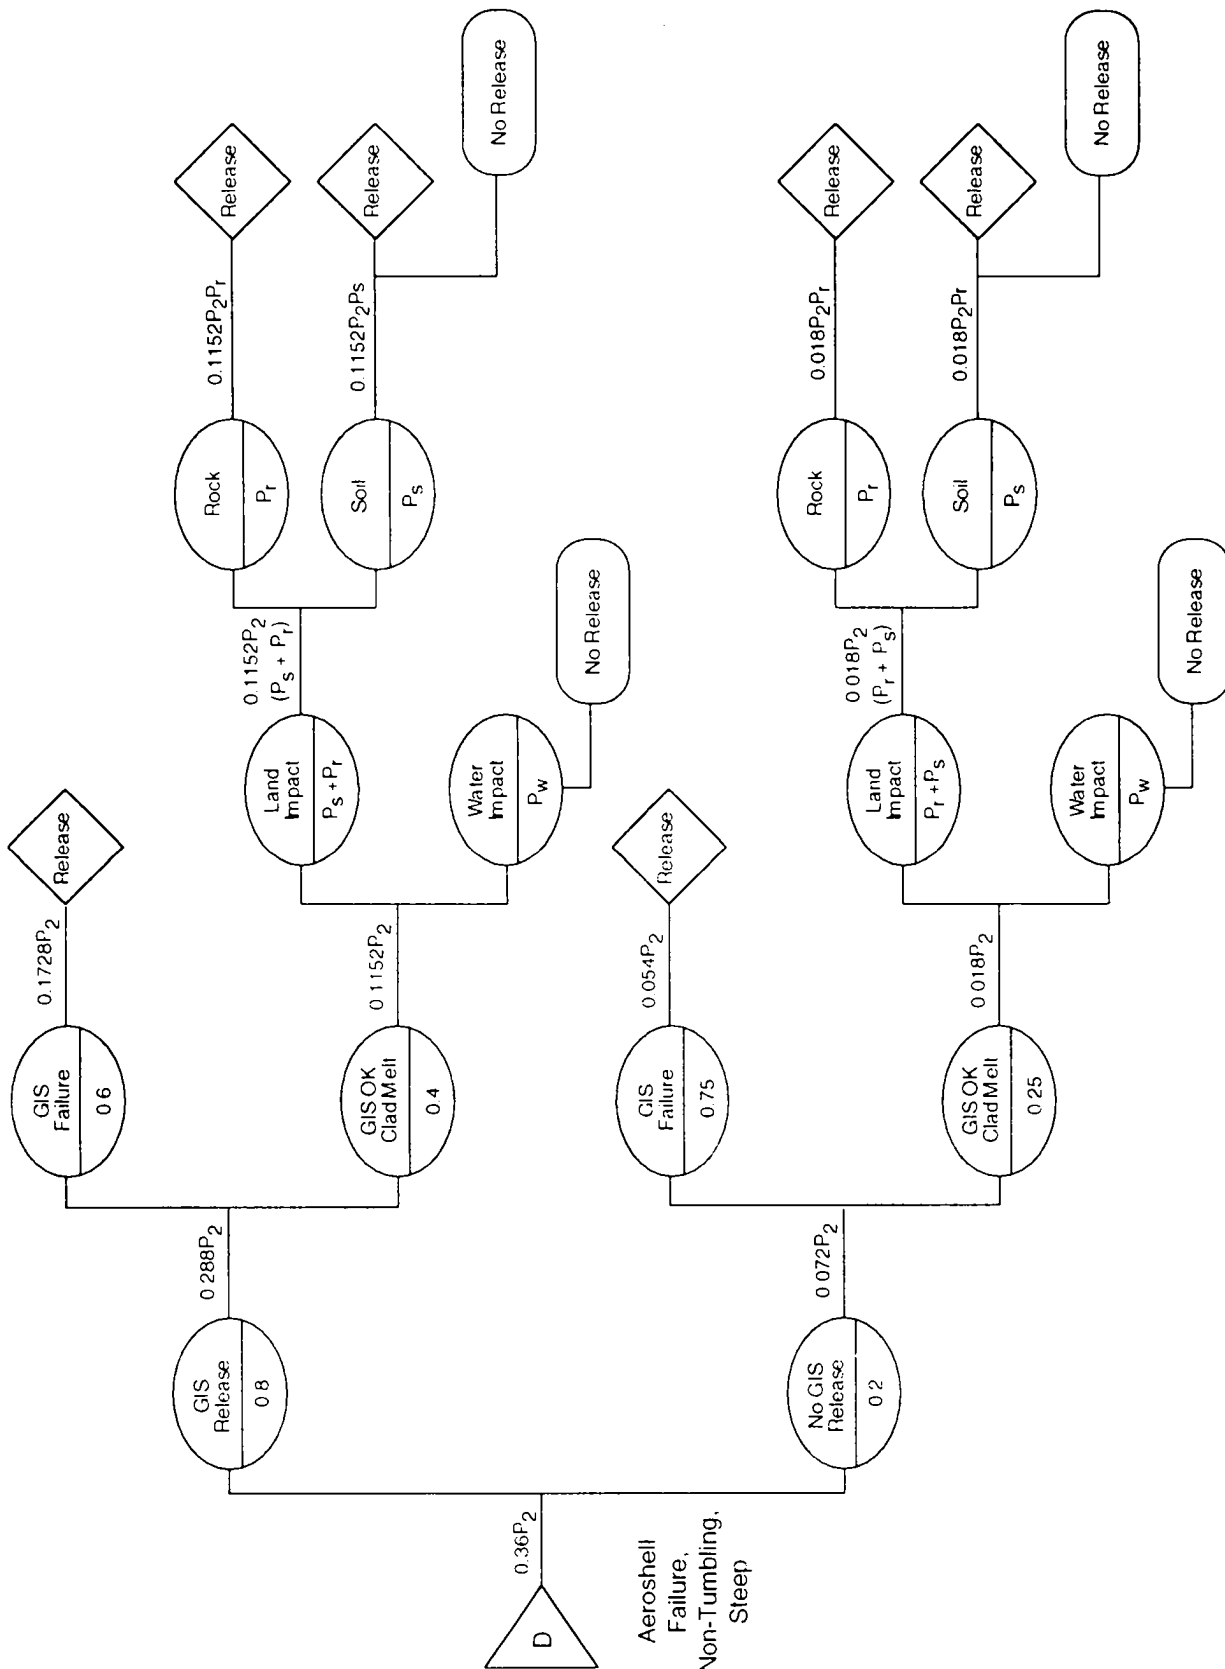 D
Aeroshell
Failure,
Non-Tumbling,
Steep
0.36P2
GIS
Release
0 8
0 288P2
GIS
Failure
0 6
0.1728P2
Release
GIS OK
Clad Melt
0.4
0 1152P2
Land
Impact
Ps + Pr
0.1152P2
(Ps + Pr)
Rock
Pr
0.1152P2Pr
Release
Soil
Ps
0.1152P2Ps
Release
No Release
Water
Impact
Pw
No Release
No GIS
Release
0 2
0 072P2
GIS
Failure
0.75
0.054P2
Release
GIS OK
Clad Melt
0 25
0 018P2
Land
Impact
Pr + Ps
0 018P2
(Pr + Ps)
Rock
Pr
0.018P2Pr
Release
Soil
Ps
0.018P2Pr
Release
No Release
Water
Impact
Pw
No Release